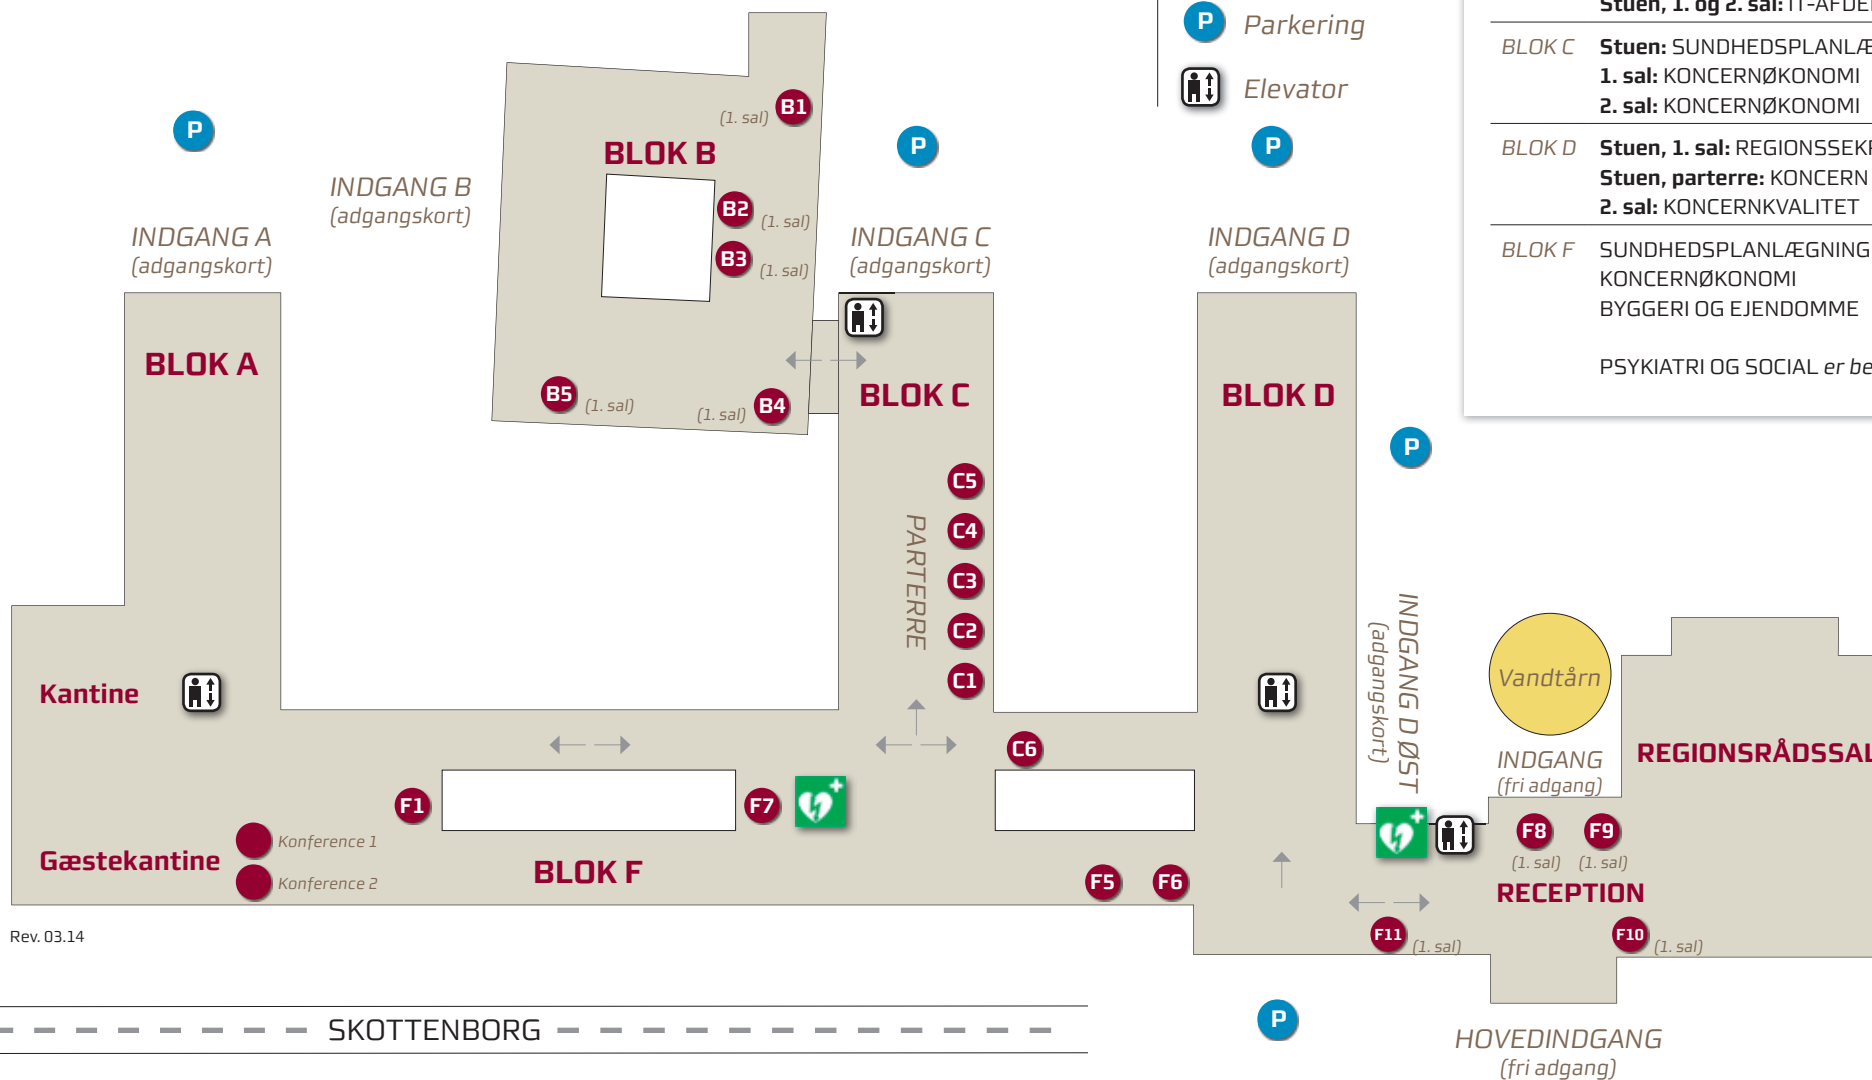 P Parkering
Elevator
Stuen, 1. og 2. sal: IT-AFDE
BLOK C Stuen: SUNDHEDSPLANLÆ
1. sal: KONCERNØKONOMI
2. sal: KONCERNØKONOMI
BLOK D Stuen, 1. sal: REGIONSSEK
Stuen, parterre: KONCERN
2. sal: KONCERNKVALITET
BLOK F SUNDHEDSPLANLÆGNING
KONCERNØKONOMI
BYGGERI OG EJENDOMME
PSYKIATRI OG SOCIAL er be
P
P
P
P
INDGANG A
(adgangskort)
INDGANG B
(adgangskort)
INDGANG C
(adgangskort)
INDGANG D
(adgangskort)
BLOK B
(1. sal) B1
B2 (1. sal)
B3 (1. sal)
(1. sal) B4
B5 (1. sal)
BLOK A
BLOK C
BLOK D
PARTERRE
C5
C4
C3
C2
C1
C6
INDGANG D ØST
(adgangskort)
Vandtårn
INDGANG
(fri adgang)
REGIONSRÅDSSAL
Kantine
Gæstekantine
Konference 1
Konference 2
F1
F7
BLOK F
F5
F6
F8
(1. sal)
F9
(1. sal)
RECEPTION
F11 (1. sal)
F10 (1. sal)
Rev. 03.14
SKOTTENBORG
P
HOVEDINDGANG
(fri adgang)